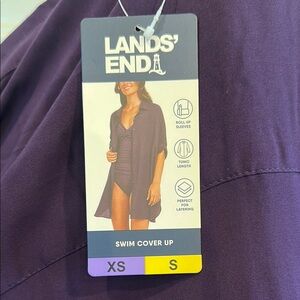 LANDS'
END
ROLL UP
SLEEVES
TUNIC
LENGTH
PERFECT
FOR
LAYERING
SWIM COVER UP
XS
S